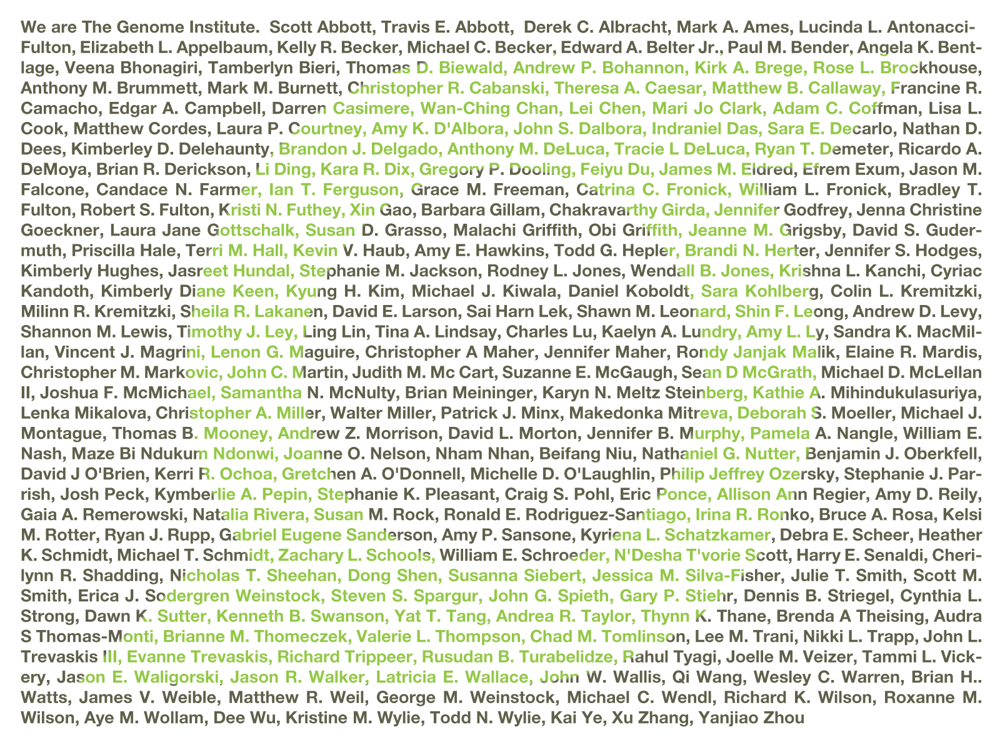 We are The Genome Institute.  Scott Abbott, Travis E. Abbott,  Derek C. Albracht, Mark A. Ames, Lucinda L. Antonacci-
Fulton, Elizabeth L. Appelbaum, Kelly R. Becker, Michael C. Becker, Edward A. Belter Jr., Paul M. Bender, Angela K. Bent-
lage, Veena Bhonagiri, Tamberlyn Bieri, Thomas D. Biewald, Andrew P. Bohannon, Kirk A. Brege, Rose L. Brockhouse,
Anthony M. Brummett, Mark M. Burnett, Christopher R. Cabanski, Theresa A. Caesar, Matthew B. Callaway, Francine R.
Camacho, Edgar A. Campbell, Darren Casimere, Wan-Ching Chan, Lei Chen, Mari Jo Clark, Adam C. Coffman, Lisa L.
Cook, Matthew Cordes, Laura P. Courtney, Amy K. D'Albora, John S. Dalbora, Indraniel Das, Sara E. Decarlo, Nathan D.
Dees, Kimberley D. Delehaunty, Brandon J. Delgado, Anthony M. DeLuca, Tracie L DeLuca, Ryan T. Demeter, Ricardo A.
DeMoya, Brian R. Derickson, Li Ding, Kara R. Dix, Gregory P. Dooling, Feiyu Du, James M. Eldred, Efrem Exum, Jason M.
Falcone, Candace N. Farmer, Ian T. Ferguson, Grace M. Freeman, Catrina C. Fronick, William L. Fronick, Bradley T.
Fulton, Robert S. Fulton, Kristi N. Futhey, Xin Gao, Barbara Gillam, Chakravarthy Girda, Jennifer Godfrey, Jenna Christine
Goeckner, Laura Jane Gottschalk, Susan D. Grasso, Malachi Griffith, Obi Griffith, Jeanne M. Grigsby, David S. Guder-
muth, Priscilla Hale, Terri M. Hall, Kevin V. Haub, Amy E. Hawkins, Todd G. Hepler, Brandi N. Herter, Jennifer S. Hodges,
Kimberly Hughes, Jasreet Hundal, Stephanie M. Jackson, Rodney L. Jones, Wendall B. Jones, Krishna L. Kanchi, Cyriac
Kandoth, Kimberly Diane Keen, Kyung H. Kim, Michael J. Kiwala, Daniel Koboldt, Sara Kohlberg, Colin L. Kremitzki,
Milinn R. Kremitzki, Sheila R. Lakanen, David E. Larson, Sai Harn Lek, Shawn M. Leonard, Shin F. Leong, Andrew D. Levy,
Shannon M. Lewis, Timothy J. Ley, Ling Lin, Tina A. Lindsay, Charles Lu, Kaelyn A. Lundry, Amy L. Ly, Sandra K. MacMil-
lan, Vincent J. Magrini, Lenon G. Maguire, Christopher A Maher, Jennifer Maher, Rondy Janjak Malik, Elaine R. Mardis,
Christopher M. Markovic, John C. Martin, Judith M. Mc Cart, Suzanne E. McGaugh, Sean D McGrath, Michael D. McLellan
II, Joshua F. McMichael, Samantha N. McNulty, Brian Meininger, Karyn N. Meltz Steinberg, Kathie A. Mihindukulasuriya,
Lenka Mikalova, Christopher A. Miller, Walter Miller, Patrick J. Minx, Makedonka Mitreva, Deborah S. Moeller, Michael J.
Montague, Thomas B. Mooney, Andrew Z. Morrison, David L. Morton, Jennifer B. Murphy, Pamela A. Nangle, William E.
Nash, Maze Bi Ndukum Ndonwi, Joanne O. Nelson, Nham Nhan, Beifang Niu, Nathaniel G. Nutter, Benjamin J. Oberkfell,
David J O'Brien, Kerri R. Ochoa, Gretchen A. O'Donnell, Michelle D. O'Laughlin, Philip Jeffrey Ozersky, Stephanie J. Par-
rish, Josh Peck, Kymberlie A. Pepin, Stephanie K. Pleasant, Craig S. Pohl, Eric Ponce, Allison Ann Regier, Amy D. Reily,
Gaia A. Remerowski, Natalia Rivera, Susan M. Rock, Ronald E. Rodriguez-Santiago, Irina R. Ronko, Bruce A. Rosa, Kelsi
M. Rotter, Ryan J. Rupp, Gabriel Eugene Sanderson, Amy P. Sansone, Kyriena L. Schatzkamer, Debra E. Scheer, Heather
K. Schmidt, Michael T. Schmidt, Zachary L. Schools, William E. Schroeder, N'Desha T'vorie Scott, Harry E. Senaldi, Cheri-
lynn R. Shadding, Nicholas T. Sheehan, Dong Shen, Susanna Siebert, Jessica M. Silva-Fisher, Julie T. Smith, Scott M.
Smith, Erica J. Sodergren Weinstock, Steven S. Spargur, John G. Spieth, Gary P. Stiehr, Dennis B. Striegel, Cynthia L.
Strong, Dawn K. Sutter, Kenneth B. Swanson, Yat T. Tang, Andrea R. Taylor, Thynn K. Thane, Brenda A Theising, Audra
S Thomas-Monti, Brianne M. Thomeczek, Valerie L. Thompson, Chad M. Tomlinson, Lee M. Trani, Nikki L. Trapp, John L.
Trevaskis III, Evanne Trevaskis, Richard Trippeer, Rusudan B. Turabelidze, Rahul Tyagi, Joelle M. Veizer, Tammi L. Vick-
ery, Jason E. Waligorski, Jason R. Walker, Latricia E. Wallace, John W. Wallis, Qi Wang, Wesley C. Warren, Brian H..
Watts, James V. Weible, Matthew R. Weil, George M. Weinstock, Michael C. Wendl, Richard K. Wilson, Roxanne M.
Wilson, Aye M. Wollam, Dee Wu, Kristine M. Wylie, Todd N. Wylie, Kai Ye, Xu Zhang, Yanjiao Zhou